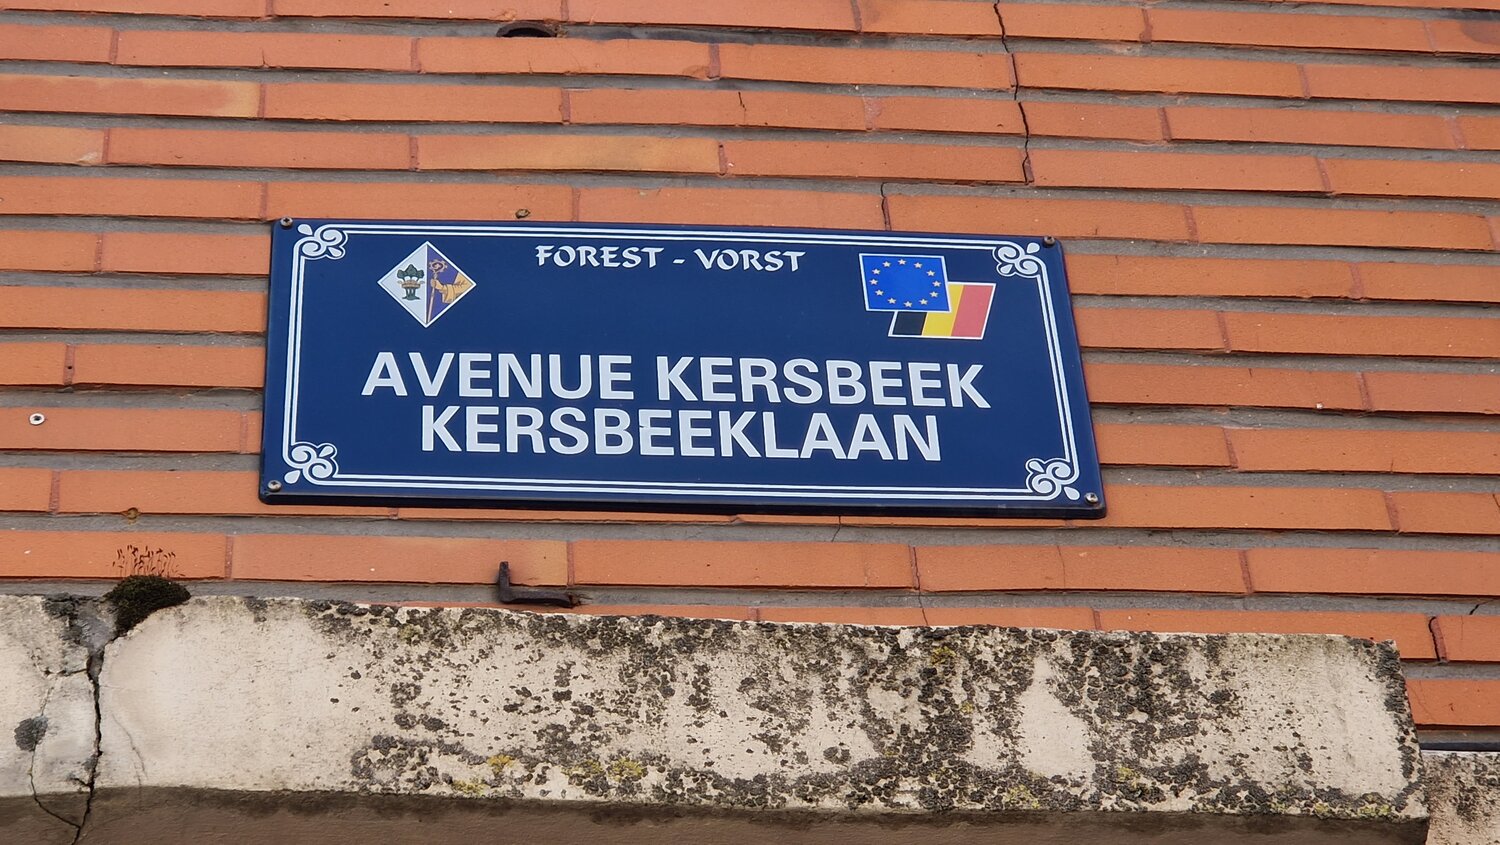 FOREST - VORST
AVENUE KERSBEEK
KERSBEEKLAAN